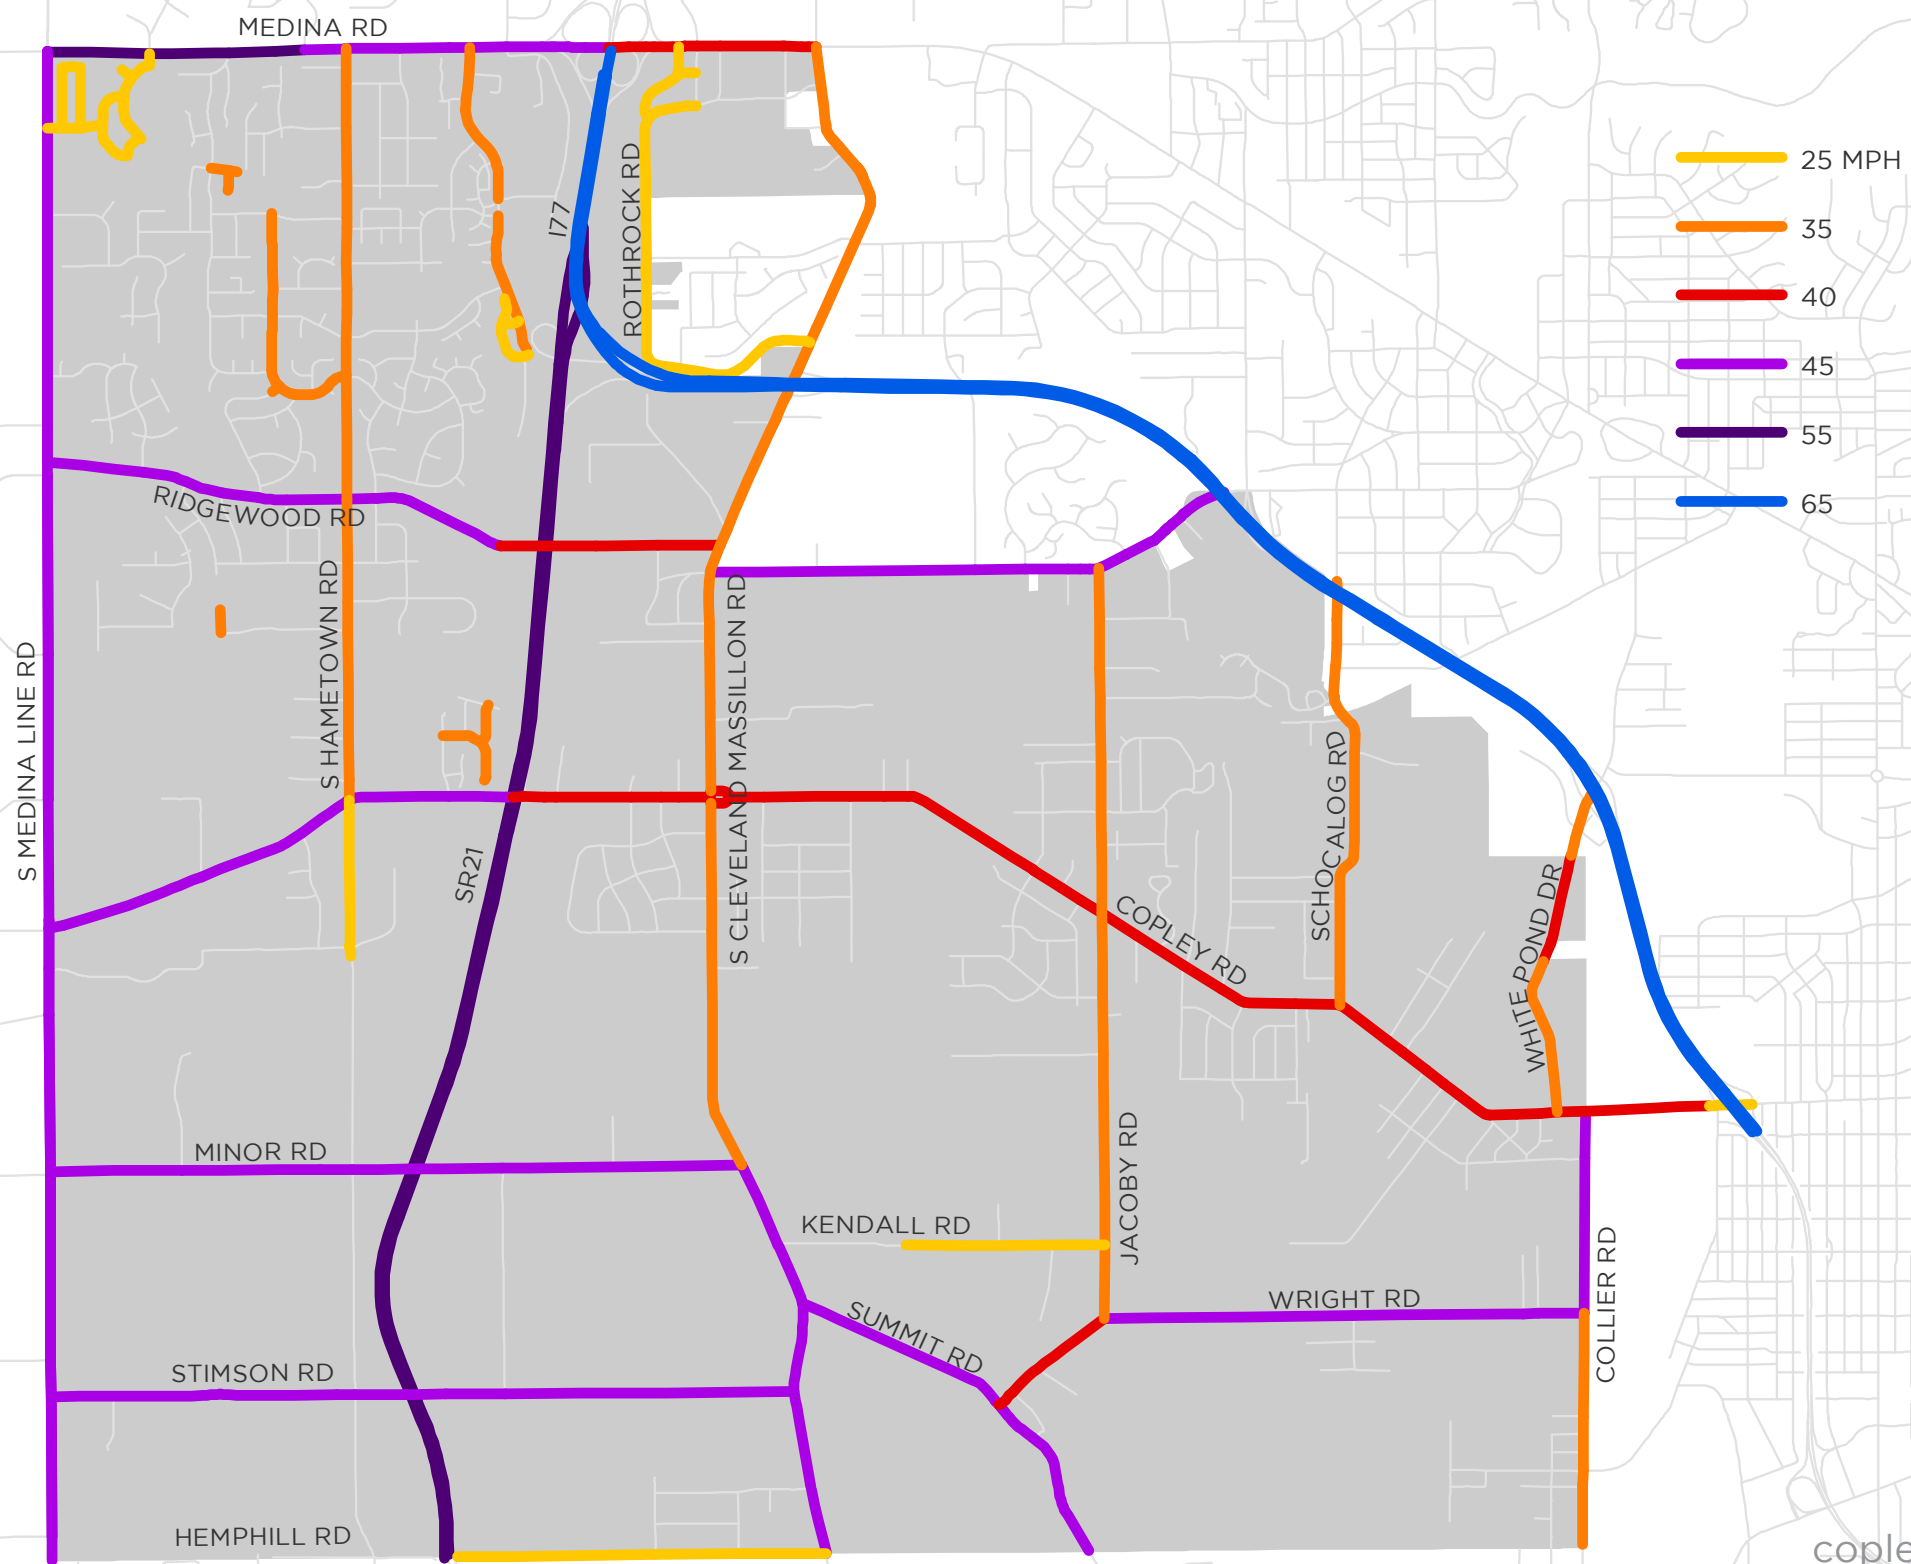 MEDINA RD
25 MPH
35
40
45
55
65
I77
ROTHROCK RD
RIDGEWOOD RD
S HAMETOWN RD
S MEDINA LINE RD
S CLEVELAND MASSILLON RD
SCHOCALOG RD
SR21
COPLEY RD
WHITE POND DR
MINOR RD
KENDALL RD
JACOBY RD
COLLIER RD
WRIGHT RD
SUMMIT RD
STIMSON RD
HEMPHILL RD
cople